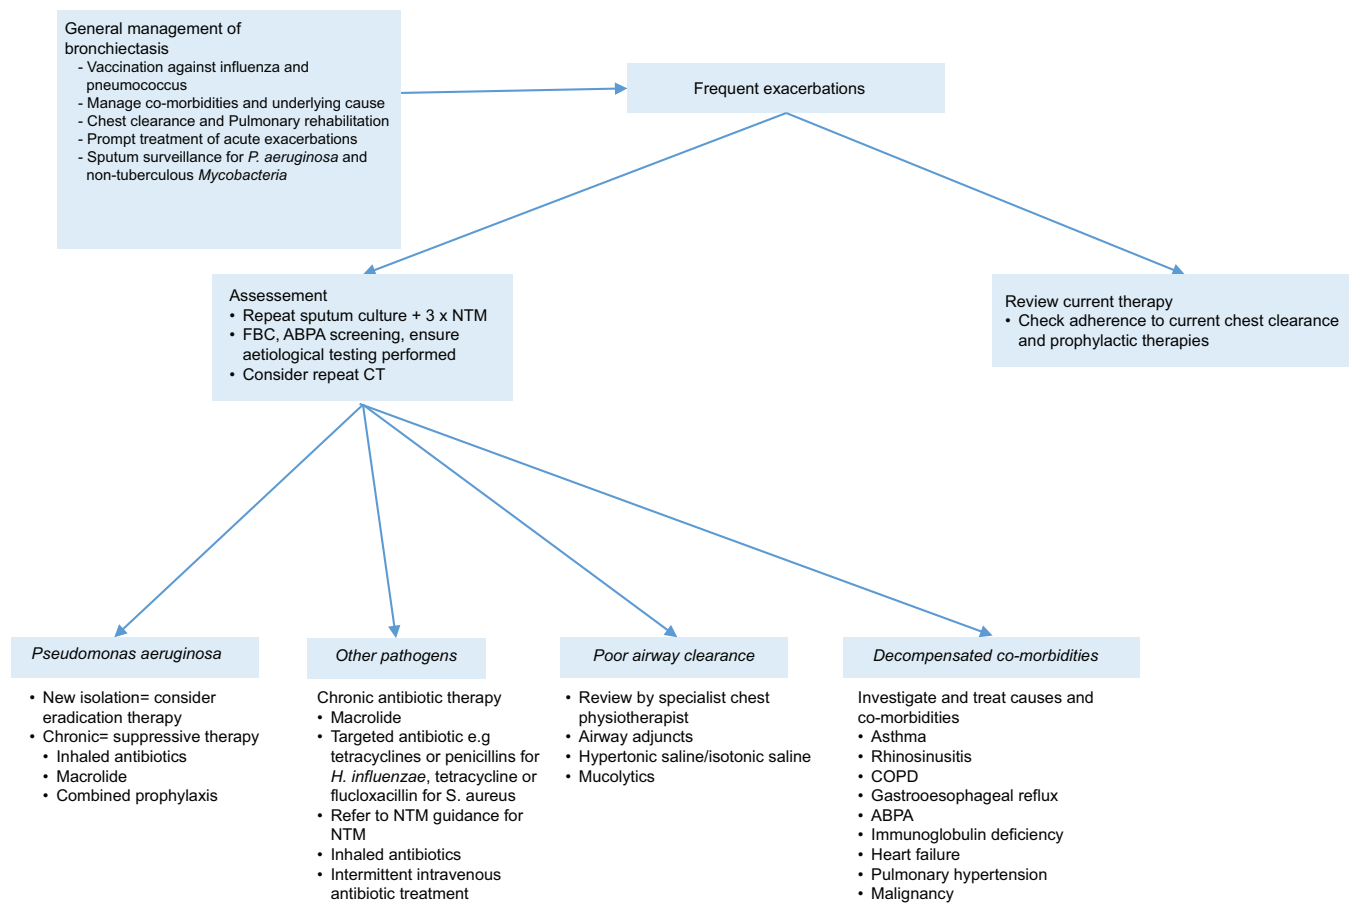 General management of
bronchiectasis
- Vaccination against influenza and
pneumococcus
- Manage co-morbidities and underlying cause
- Chest clearance and Pulmonary rehabilitation
- Prompt treatment of acute exacerbations
- Sputum surveillance for P. aeruginosa and
non-tuberculous Mycobacteria
Frequent exacerbations
Assessement
• Repeat sputum culture + 3 x NTM
• FBC, ABPA screening, ensure
aetiological testing performed
• Consider repeat CT
Review current therapy
• Check adherence to current chest clearance
and prophylactic therapies
Pseudomonas aeruginosa
• New isolation= consider
eradication therapy
• Chronic= suppressive therapy
• Inhaled antibiotics
• Macrolide
• Combined prophylaxis
Other pathogens
Chronic antibiotic therapy
• Macrolide
• Targeted antibiotic e.g
tetracyclines or penicillins for
H. influenzae, tetracycline or
flucloxacillin for S. aureus
• Refer to NTM guidance for
NTM
• Inhaled antibiotics
• Intermittent intravenous
antibiotic treatment
Poor airway clearance
• Review by specialist chest
physiotherapist
• Airway adjuncts
• Hypertonic saline/isotonic saline
• Mucolytics
Decompensated co-morbidities
Investigate and treat causes and
co-morbidities
• Asthma
• Rhinosinusitis
• COPD
• Gastrooesophageal reflux
• ABPA
• Immunoglobulin deficiency
• Heart failure
• Pulmonary hypertension
• Malignancy